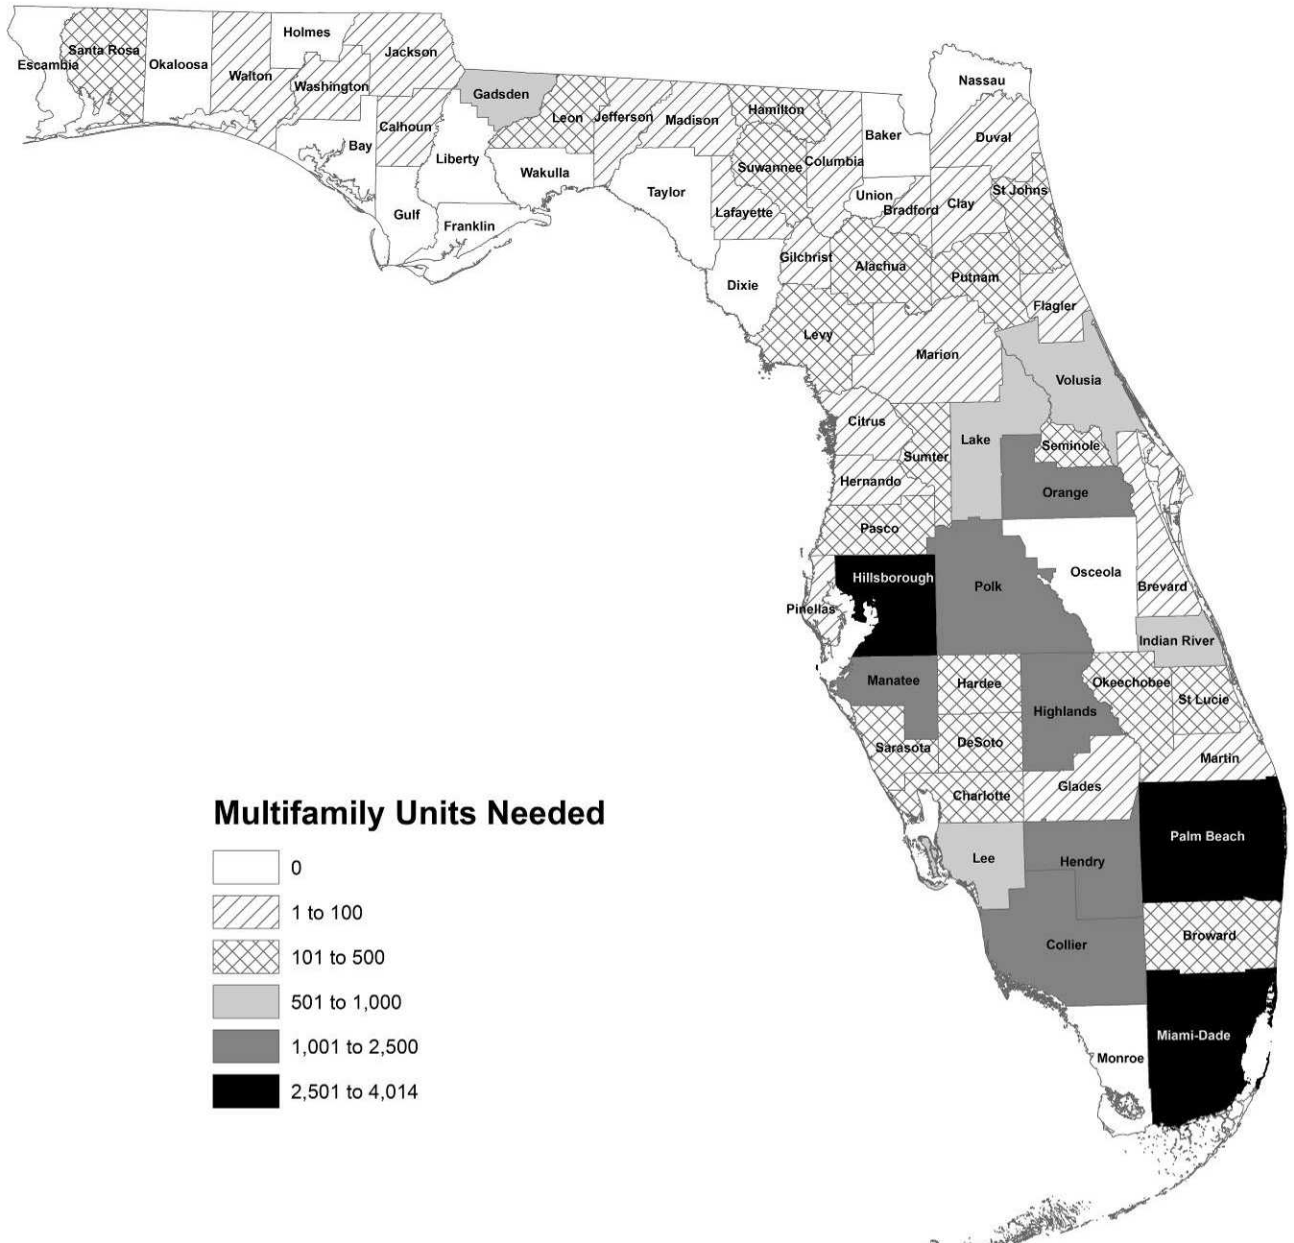 Holmes
Jackson
Santa Rosa
Escambia
Okaloosa
Walton
Washington
Gadsden
Nassau
Calhoun
Leon
Jefferson
Madison
Hamilton
Baker
Duval
Bay
Liberty
Wakulla
Suwannee
Columbia
Taylor
Union
St Johns
Gulf
Franklin
Lafayette
Bradford
Clay
Gilchrist
Alachua
Putnam
Dixie
Flagler
Levy
Marion
Volusia
Citrus
Lake
Seminole
Sumter
Hernando
Orange
Pasco
Hillsborough
Polk
Osceola
Brevard
Pinellas
Indian River
Manatee
Hardee
Okeechobee
St Lucie
Highlands
Sarasota
DeSoto
Martin
Charlotte
Glades
Multifamily Units Needed
Palm Beach
Lee
Hendry
0
1 to 100
Broward
Collier
101 to 500
501 to 1,000
Miami-Dade
1,001 to 2,500
Monroe
2,501 to 4,014